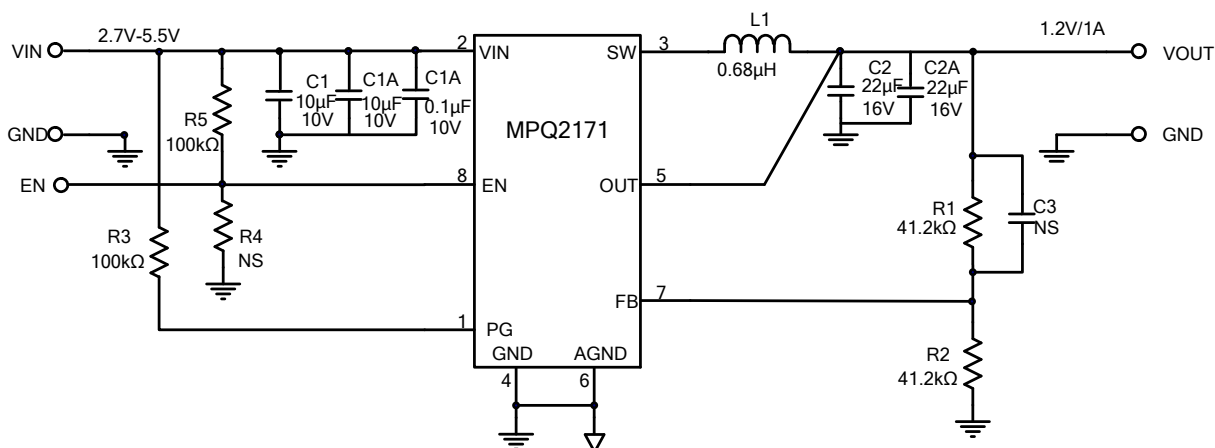 L1
VIN
2.7V-5.5V
2
VIN
SW
3
0.68µH
1.2V/1A
VOUT
C1
10µF
10V
C1A
10µF
10V
C1A
0.1µF
10V
C2
22µF
16V
C2A
22µF
16V
GND
R5
100kΩ
MPQ2171
GND
EN
8
EN
OUT
5
R3
100kΩ
R4
NS
R1
41.2kΩ
C3
NS
FB
7
1
PG
GND
AGND
4
6
R2
41.2kΩ